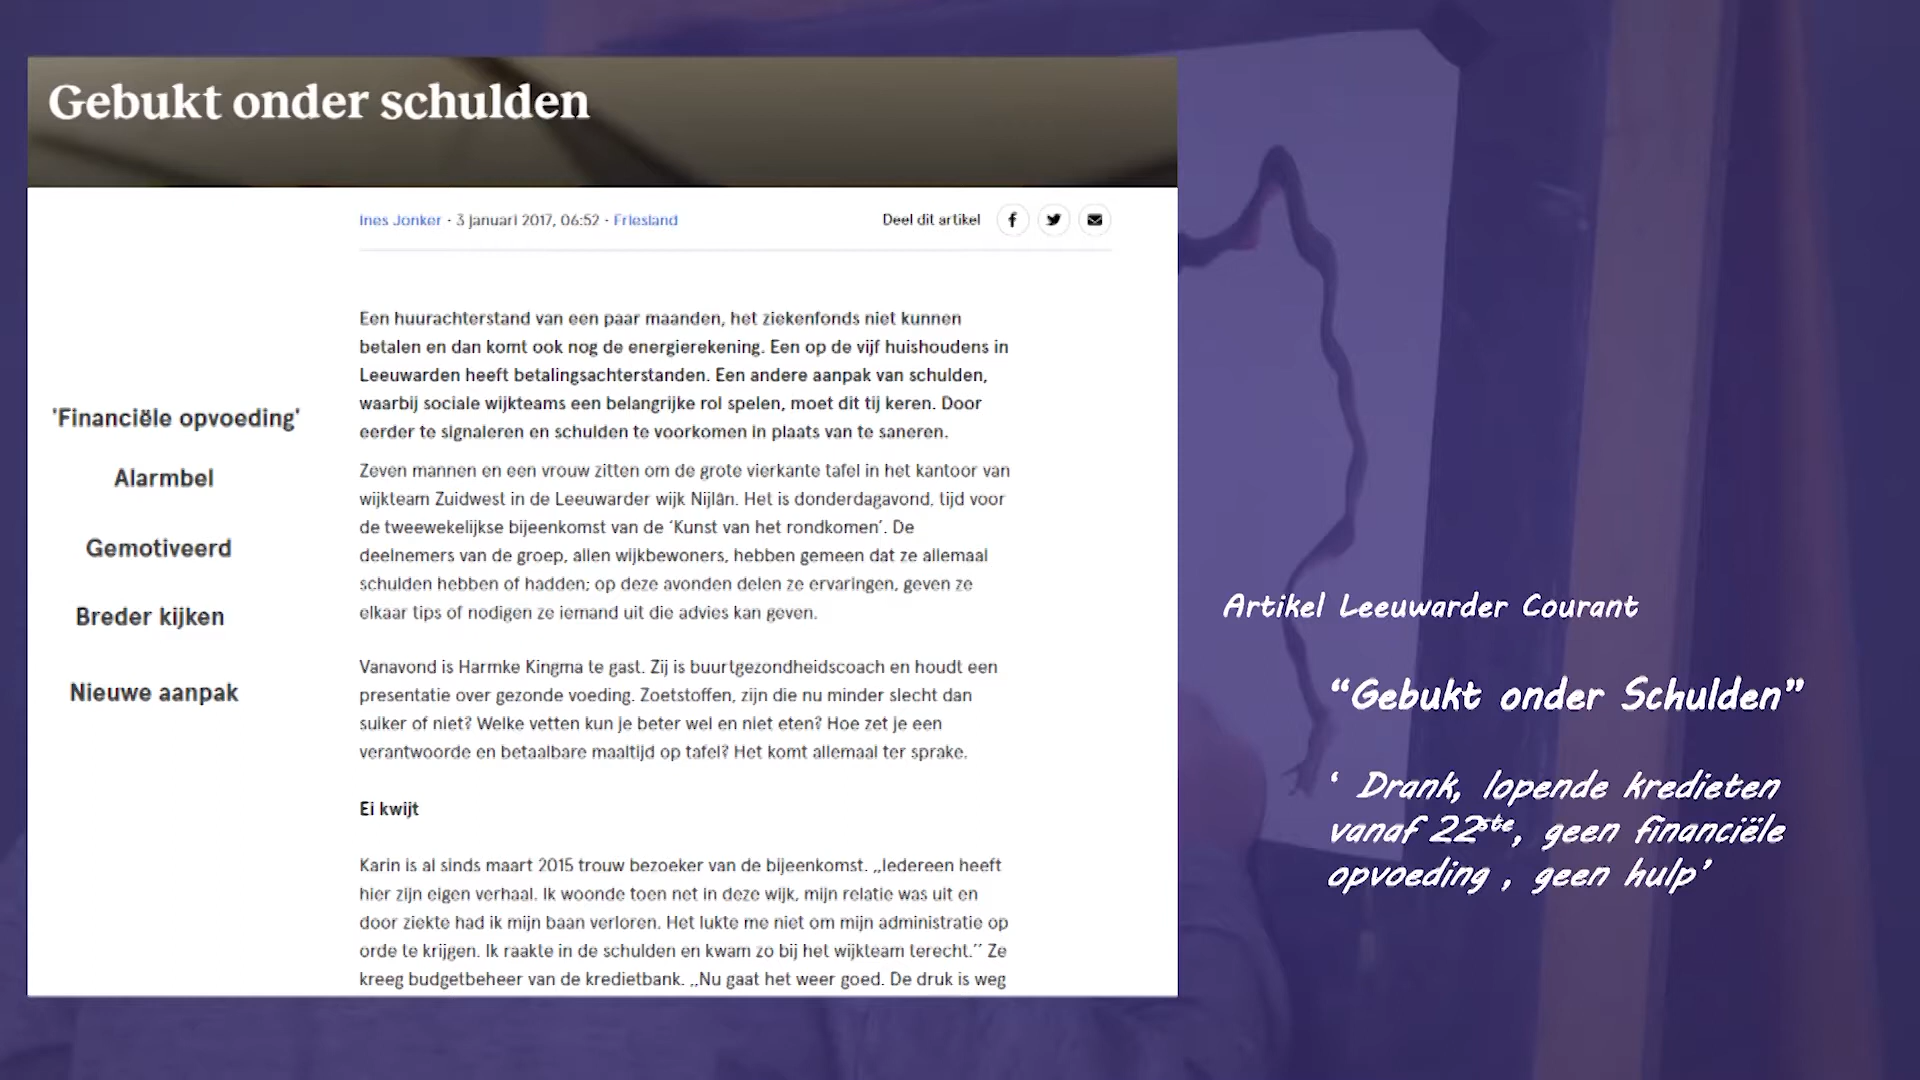 Gebukt onder schulden
Ines Jonker · 3 januari 2017, 06:52 · Friesland
Deel dit artikel
Een huurachterstand van een paar maanden, het ziekenfonds niet kunnen
betalen en dan komt ook nog de energierekening. Een op de vijf huishoudens in
Leeuwarden heeft betalingsachterstanden. Een andere aanpak van schulden,
waarbij sociale wijkteams een belangrijke rol spelen, moet dit tij keren. Door
eerder te signaleren en schulden te voorkomen in plaats van te saneren.
Zeven mannen en een vrouw zitten om de grote vierkante tafel in het kantoor van
wijkteam Zuidwest in de Leeuwarder wijk Nijlân. Het is donderdagavond, tijd voor
de tweewekelijkse bijeenkomst van de ‘Kunst van het rondkomen’. De
deelnemers van de groep, allen wijkbewoners, hebben gemeen dat ze allemaal
schulden hebben of hadden; op deze avonden delen ze ervaringen, geven ze
elkaar tips of nodigen ze iemand uit die advies kan geven.
Vanavond is Harmke Kingma te gast. Zij is buurtgezondheidscoach en houdt een
presentatie over gezonde voeding. Zoetstoffen, zijn die nu minder slecht dan
suiker of niet? Welke vetten kun je beter wel en niet eten? Hoe zet je een
verantwoorde en betaalbare maaltijd op tafel? Het komt allemaal ter sprake.
Ei kwijt
Karin is al sinds maart 2015 trouw bezoeker van de bijeenkomst. „Iedereen heeft
hier zijn eigen verhaal. Ik woonde toen net in deze wijk, mijn relatie was uit en
door ziekte had ik mijn baan verloren. Het lukte me niet om mijn administratie op
orde te krijgen. Ik raakte in de schulden en kwam zo bij het wijkteam terecht.’’ Ze
kreeg budgetbeheer van de kredietbank. „Nu gaat het weer goed. De druk is weg
'Financiële opvoeding'
Alarmbel
Gemotiveerd
Breder kijken
Nieuwe aanpak
Artikel Leeuwarder Courant
“Gebukt onder Schulden”
‘ Drank, lopende kredieten
vanaf 22ste, geen financiële
opvoeding , geen hulp’